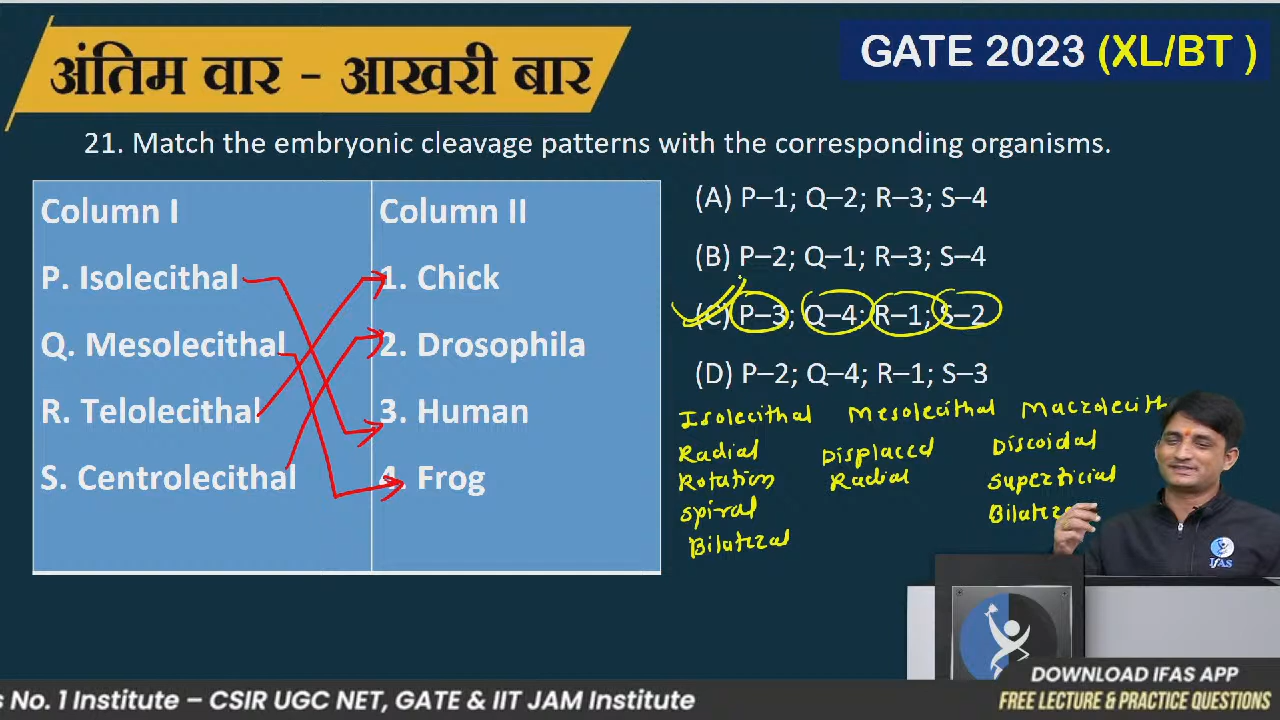 अंतिम वार - आखरी बार
GATE 2023 (XL/BT )
21. Match the embryonic cleavage patterns with the corresponding organisms.
Column I
Column II
P. Isolecithal
1. Chick
Q. Mesolecithal
2. Drosophila
R. Telolecithal
3. Human
S. Centrolecithal
4. Frog
(A) P–1; Q–2; R–3; S–4
(B) P–2; Q–1; R–3; S–4
(C) P–3; Q–4; R–1; S–2
(D) P–2; Q–4; R–1; S–3
Isolecithal Mesolecithal Macrolecith
Radial Displaced Discoidal
Rotation Radial Superficial
Spiral Bilateral
Bilateral
IFAS
DOWNLOAD IFAS APP
FREE LECTURE & PRACTICE QUESTIONS
s No. 1 Institute – CSIR UGC NET, GATE & IIT JAM Institute